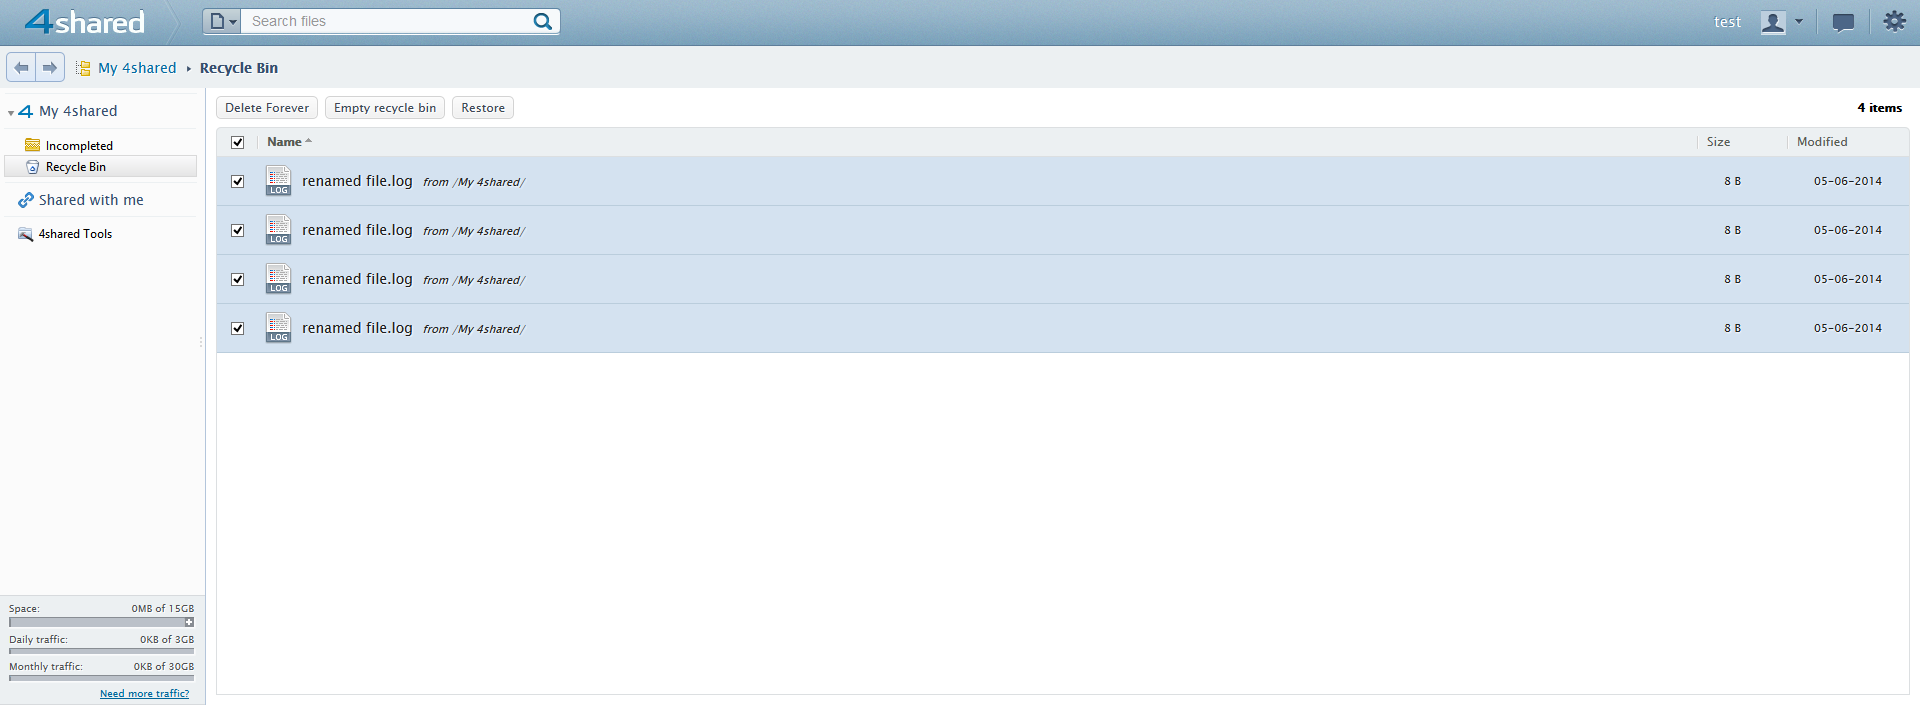 4shared
Search files
test
My 4shared ▸ Recycle Bin
My 4shared
Incompleted
Recycle Bin
Shared with me
4shared Tools
Delete Forever Empty recycle bin Restore
4 items
Name Size Modified
LOG renamed file.log from /My 4shared/ 8 B 05-06-2014
LOG renamed file.log from /My 4shared/ 8 B 05-06-2014
LOG renamed file.log from /My 4shared/ 8 B 05-06-2014
LOG renamed file.log from /My 4shared/ 8 B 05-06-2014
Space: 0MB of 15GB
Daily traffic: 0KB of 3GB
Monthly traffic: 0KB of 30GB
Need more traffic?